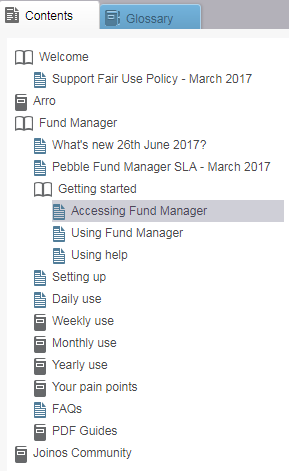 Contents
Glossary
Welcome
Support Fair Use Policy - March 2017
Arro
Fund Manager
What's new 26th June 2017?
Pebble Fund Manager SLA - March 2017
Getting started
Accessing Fund Manager
Using Fund Manager
Using help
Setting up
Daily use
Weekly use
Monthly use
Yearly use
Your pain points
FAQs
PDF Guides
Joinos Community